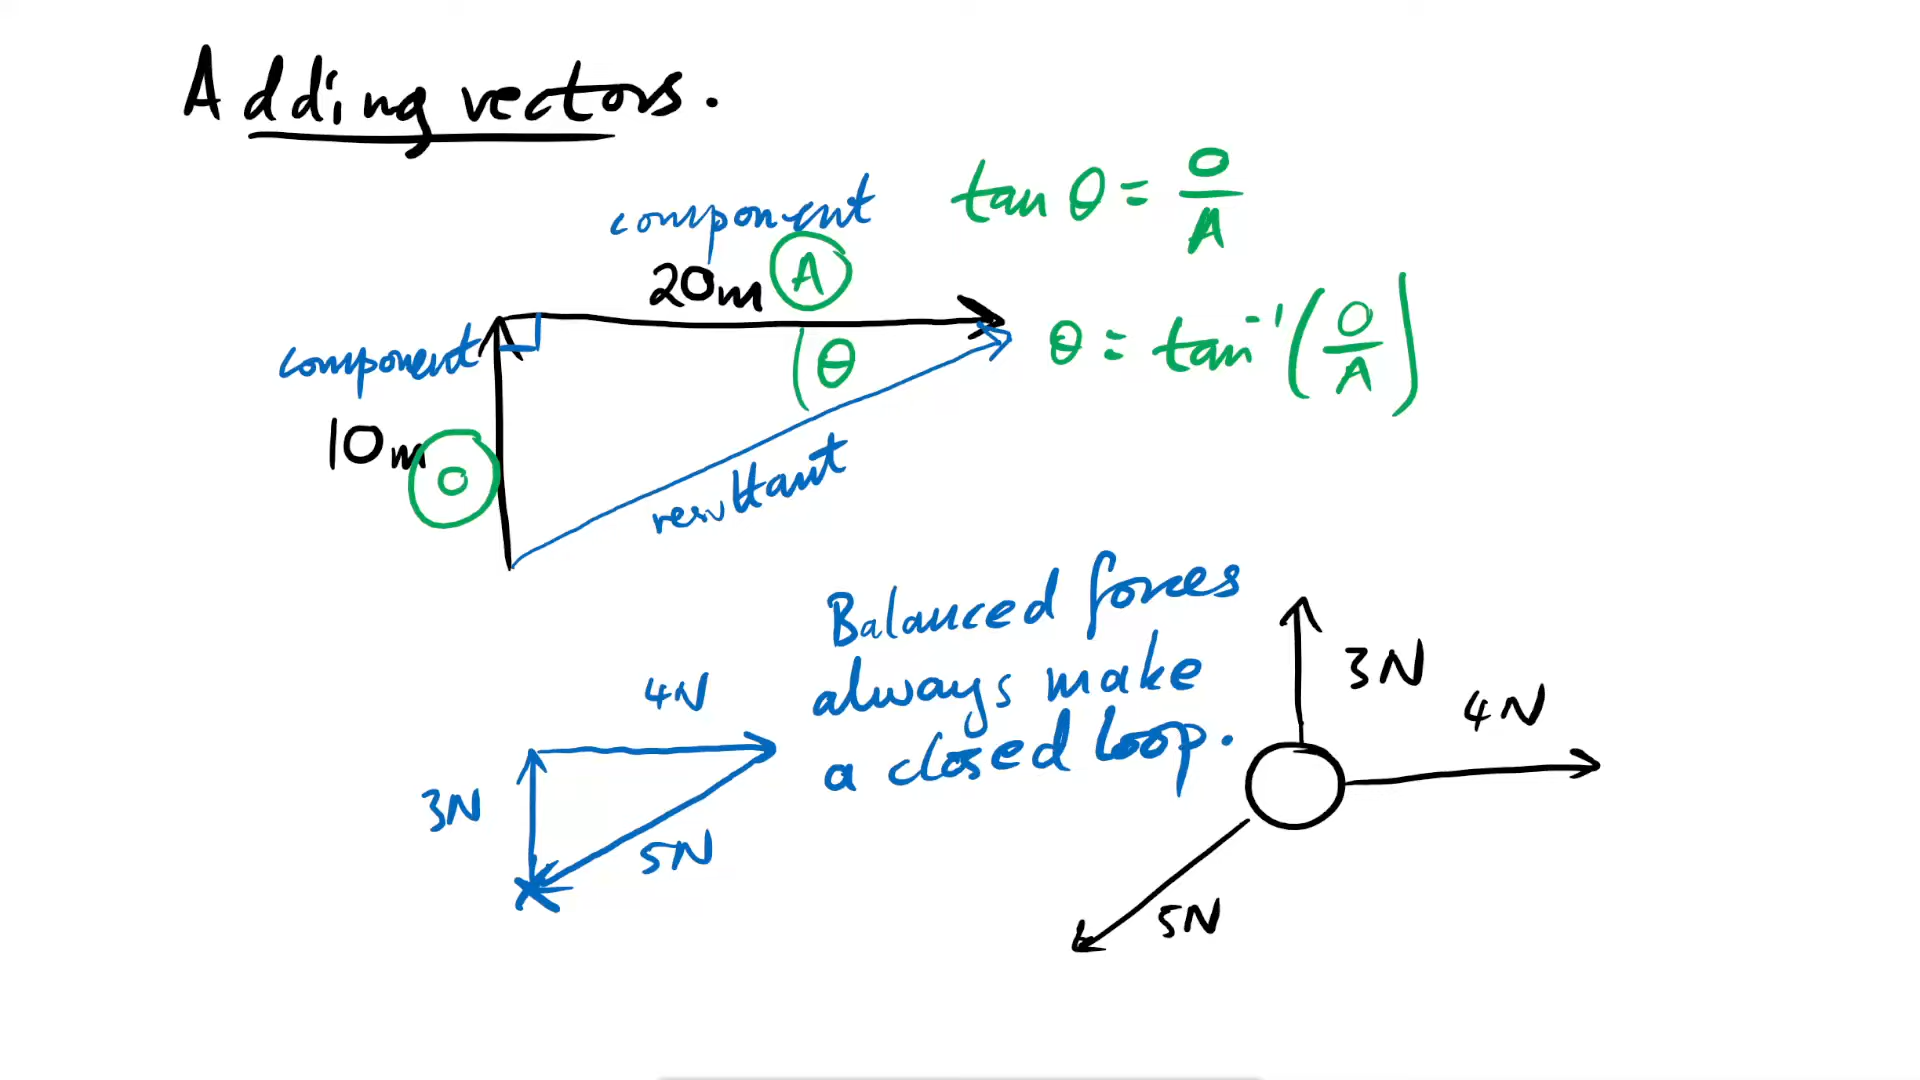 Adding vectors.
component
tan θ = O/A
20m A
component
θ
θ = tan⁻¹(O/A)
10m O
resultant
Balanced forces
always make
a closed loop.
4N
3N
5N
3N
4N
5N